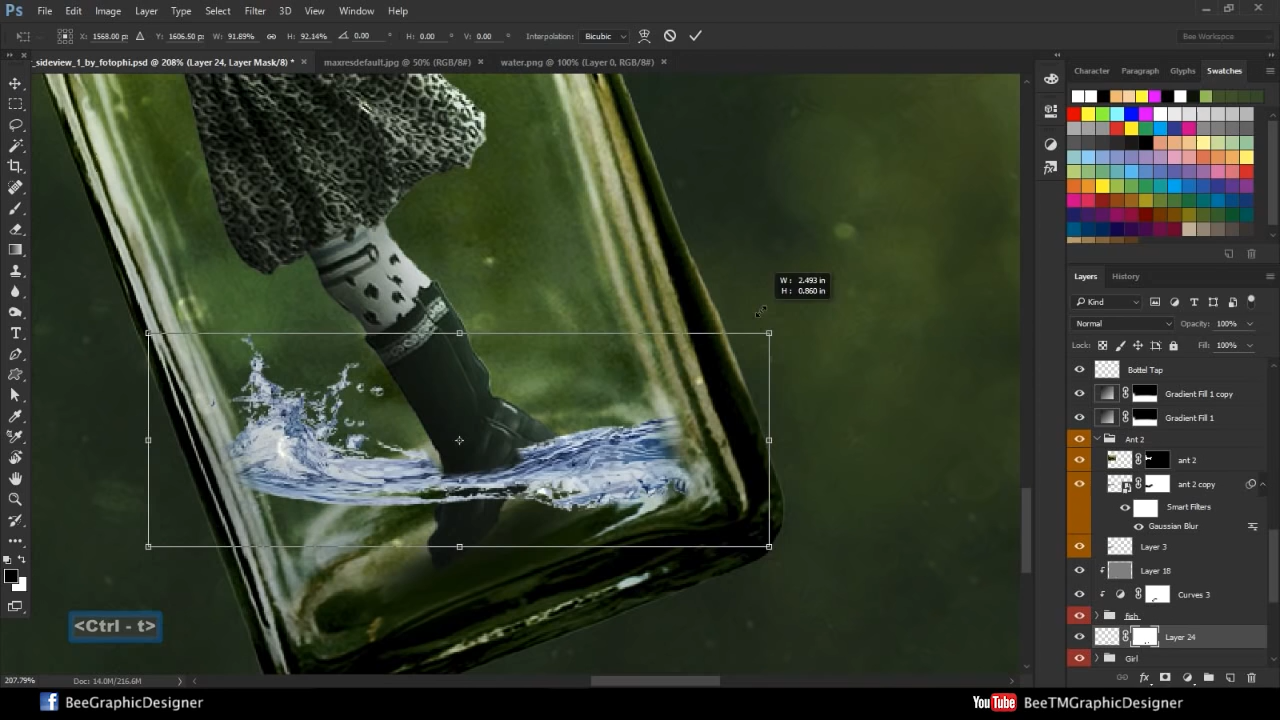 Ps File Edit Image Layer Type Select Filter 3D View Window Help
X: 1568.00 px Y: 1606.50 px W: 91.89% H: 92.14% 0.00 ° H: 0.00 ° V: 0.00 ° Interpolation: Bicubic Bee Workspce
_sideview_1_by_fotophi.psd @ 208% (Layer 24, Layer Mask/8) * × maxresdefault.jpg @ 50% (RGB/8#) × water.png @ 100% (Layer 0, RGB/8#) ×
Character Paragraph Glyphs Swatches
W: 2.493 in
H: 0.860 in
Layers History
Kind
Normal Opacity: 100%
Lock: Fill: 100%
Bottel Tap
Gradient Fill 1 copy
Gradient Fill 1
Ant 2
ant 2
ant 2 copy
Smart Filters
Gaussian Blur
Layer 3
Layer 18
Curves 3
fish
Layer 24
Girl
<Ctrl - t>
207.79% Doc: 14.0M/216.6M
BeeGraphicDesigner
YouTube BeeTMGraphicDesigner